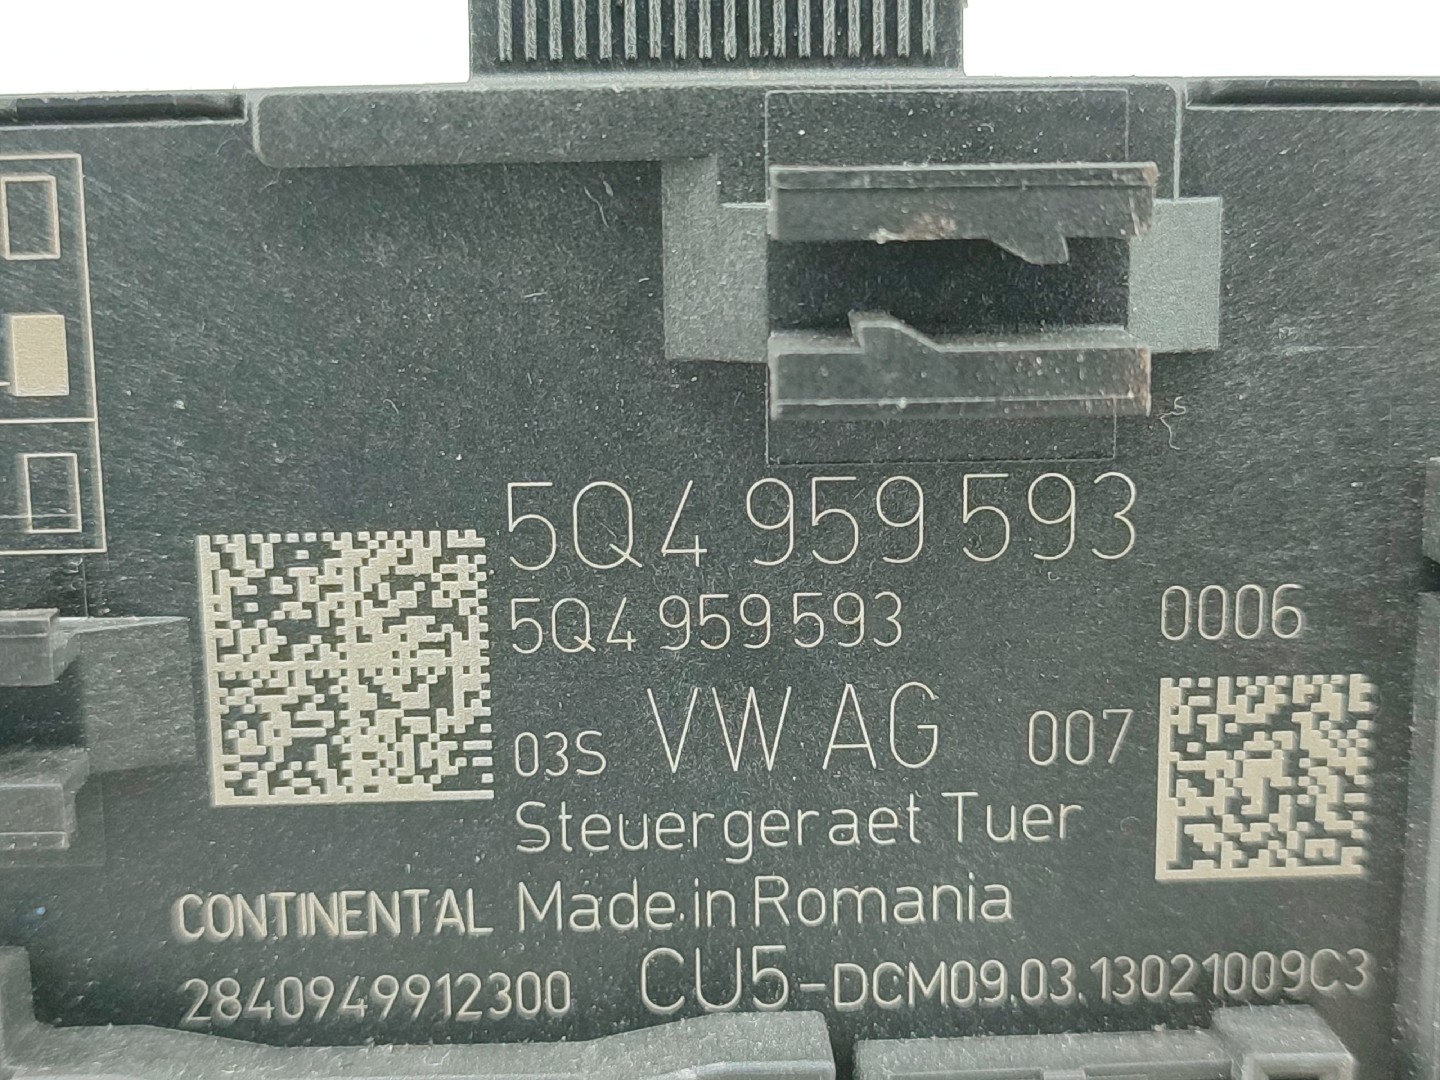 5Q4 959 593
5Q4 959 593 0006
03S VW AG 007
Steuergeraet Tuer
CONTINENTAL Made in Romania
2840949912300 CU5-DCM09.03.13021009C3